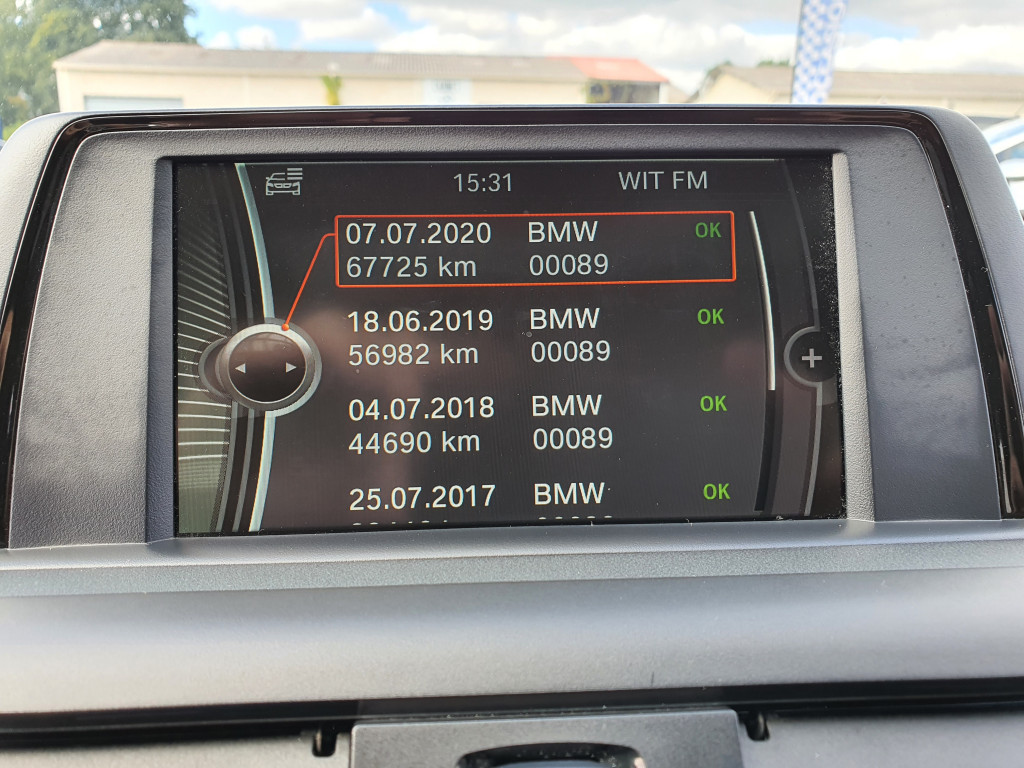 15:31 WIT FM
07.07.2020 BMW OK
67725 km 00089
18.06.2019 BMW OK
56982 km 00089
04.07.2018 BMW OK
44690 km 00089
25.07.2017 BMW OK